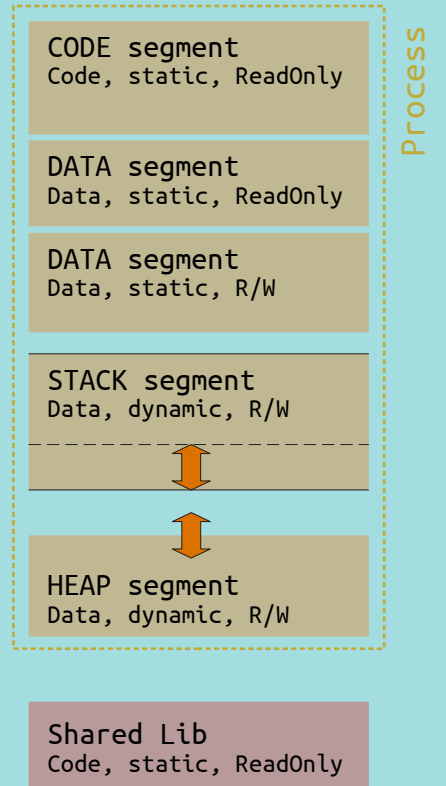 CODE segment
Code, static, ReadOnly
DATA segment
Data, static, ReadOnly
DATA segment
Data, static, R/W
STACK segment
Data, dynamic, R/W
HEAP segment
Data, dynamic, R/W
Process
Shared Lib
Code, static, ReadOnly